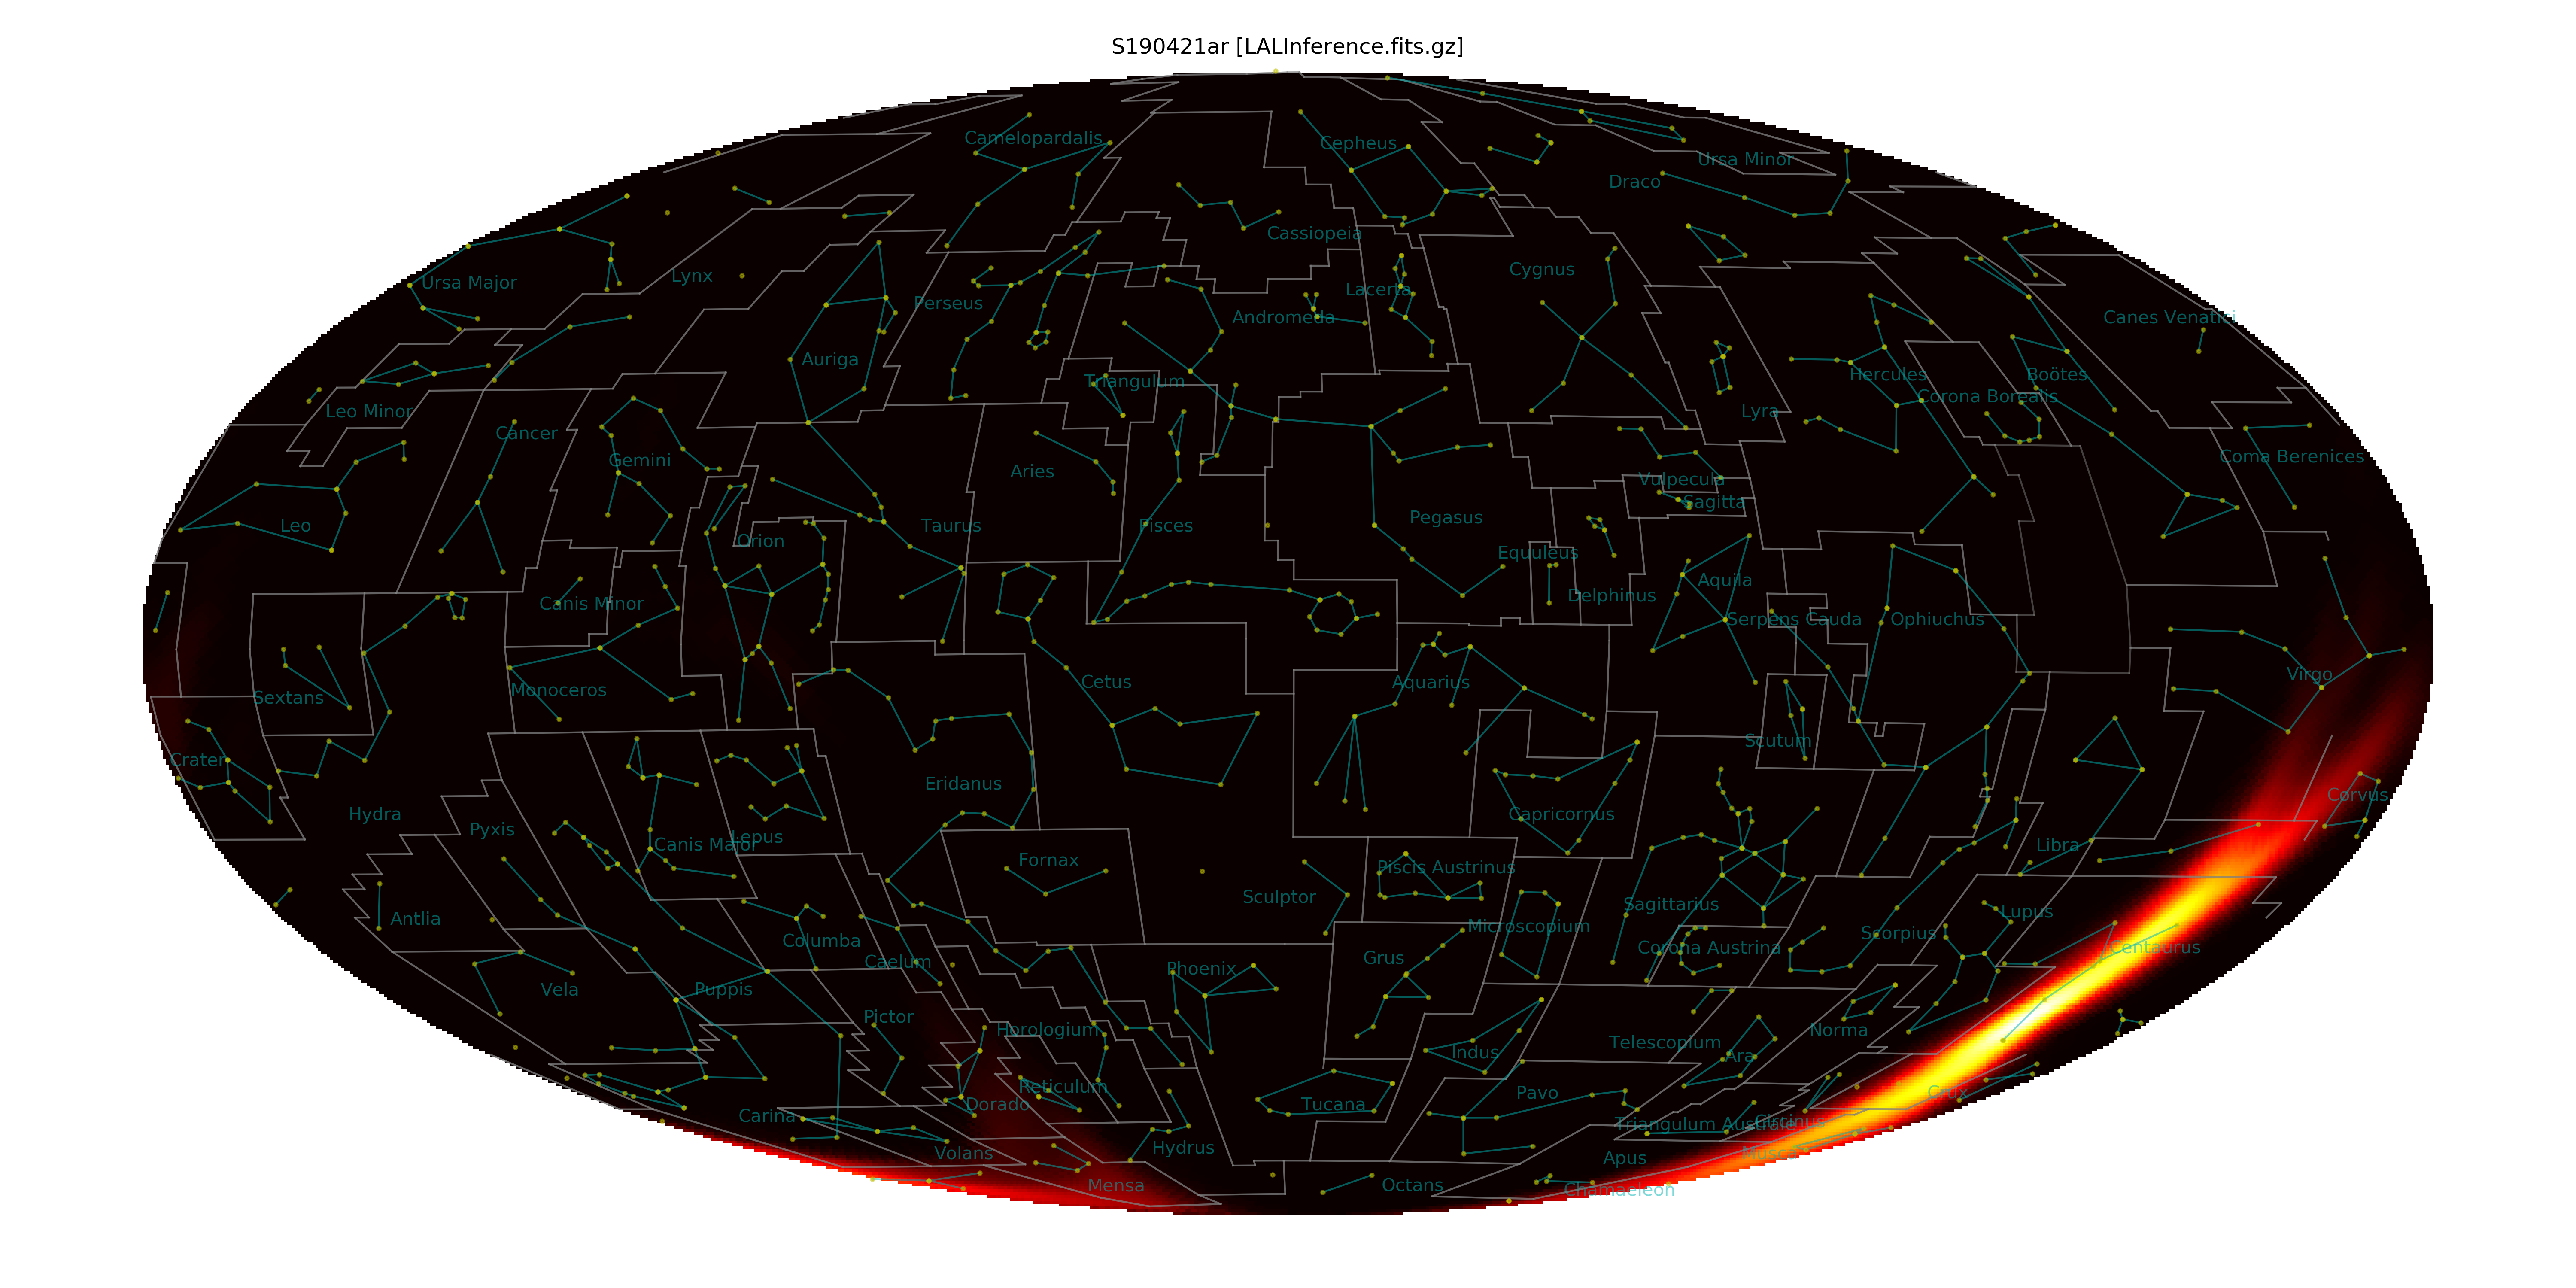 S190421ar [LALInference.fits.gz]
Camelopardalis
Cepheus
Ursa Minor
Draco
Cassiopeia
Ursa Major
Lynx
Cygnus
Perseus
Lacerta
Andromeda
Canes Venatici
Auriga
Triangulum
Hercules
Boötes
Corona Borealis
Leo Minor
Lyra
Cancer
Gemini
Aries
Coma Berenices
Vulpecula
Sagitta
Leo
Orion
Taurus
Pisces
Pegasus
Equuleus
Canis Minor
Delphinus
Aquila
Serpens Cauda
Ophiuchus
Sextans
Monoceros
Cetus
Aquarius
Virgo
Crater
Scutum
Eridanus
Corvus
Hydra
Pyxis
Capricornus
Canis Major
Lepus
Libra
Fornax
Piscis Austrinus
Sculptor
Sagittarius
Antlia
Microscopium
Lupus
Columba
Caelum
Corona Austrina
Scorpius
Centaurus
Phoenix
Grus
Vela
Puppis
Pictor
Horologium
Norma
Indus
Telescopium
Ara
Reticulum
Dorado
Carina
Tucana
Pavo
Crux
Triangulum Australe
Circinus
Volans
Hydrus
Apus
Musca
Mensa
Octans
Chamaeleon